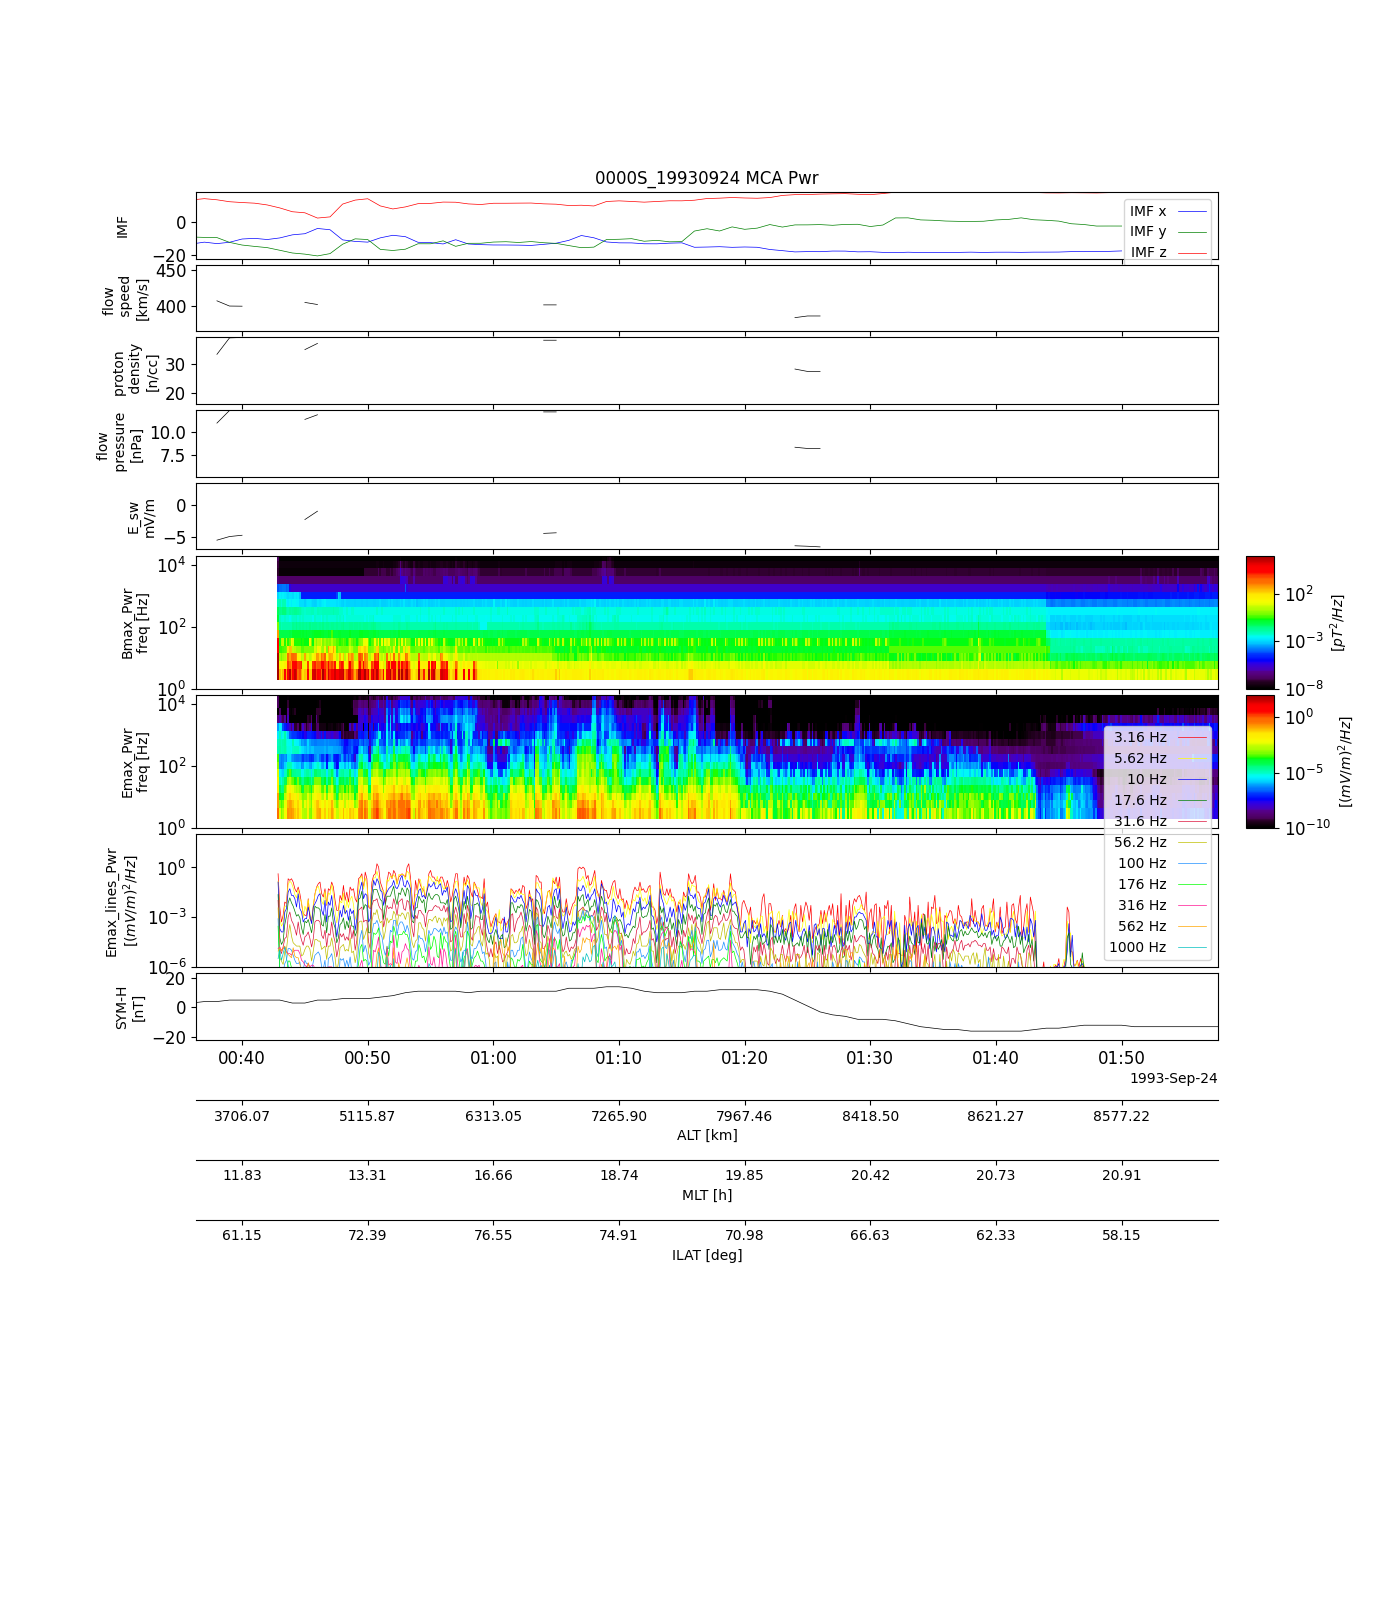 0000S_19930924 MCA Pwr
IMF
0
−20
IMF x
IMF y
IMF z
flow
speed
[km/s]
450
400
proton
density
[n/cc]
30
20
flow
pressure
[nPa]
10.0
7.5
E_sw
mV/m
0
−5
Bmax_Pwr
freq [Hz]
10^4
10^2
10^0
10^2
10^−3
10^−8
[pT^2/Hz]
Emax_Pwr
freq [Hz]
10^4
10^2
10^0
10^0
10^−5
10^−10
[(mV/m)^2/Hz]
3.16 Hz
5.62 Hz
10 Hz
17.6 Hz
31.6 Hz
56.2 Hz
100 Hz
176 Hz
316 Hz
562 Hz
1000 Hz
Emax_lines_Pwr
[(mV/m)^2/Hz]
10^0
10^−3
10^−6
SYM-H
[nT]
20
0
−20
00:40 00:50 01:00 01:10 01:20 01:30 01:40 01:50
1993-Sep-24
3706.07 5115.87 6313.05 7265.90 7967.46 8418.50 8621.27 8577.22
ALT [km]
11.83 13.31 16.66 18.74 19.85 20.42 20.73 20.91
MLT [h]
61.15 72.39 76.55 74.91 70.98 66.63 62.33 58.15
ILAT [deg]